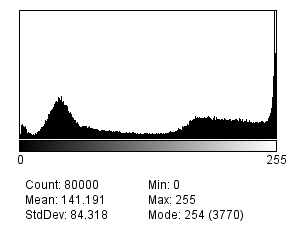 0 255
Count: 80000 Min: 0
Mean: 141.191 Max: 255
StdDev: 84.318 Mode: 254 (3770)